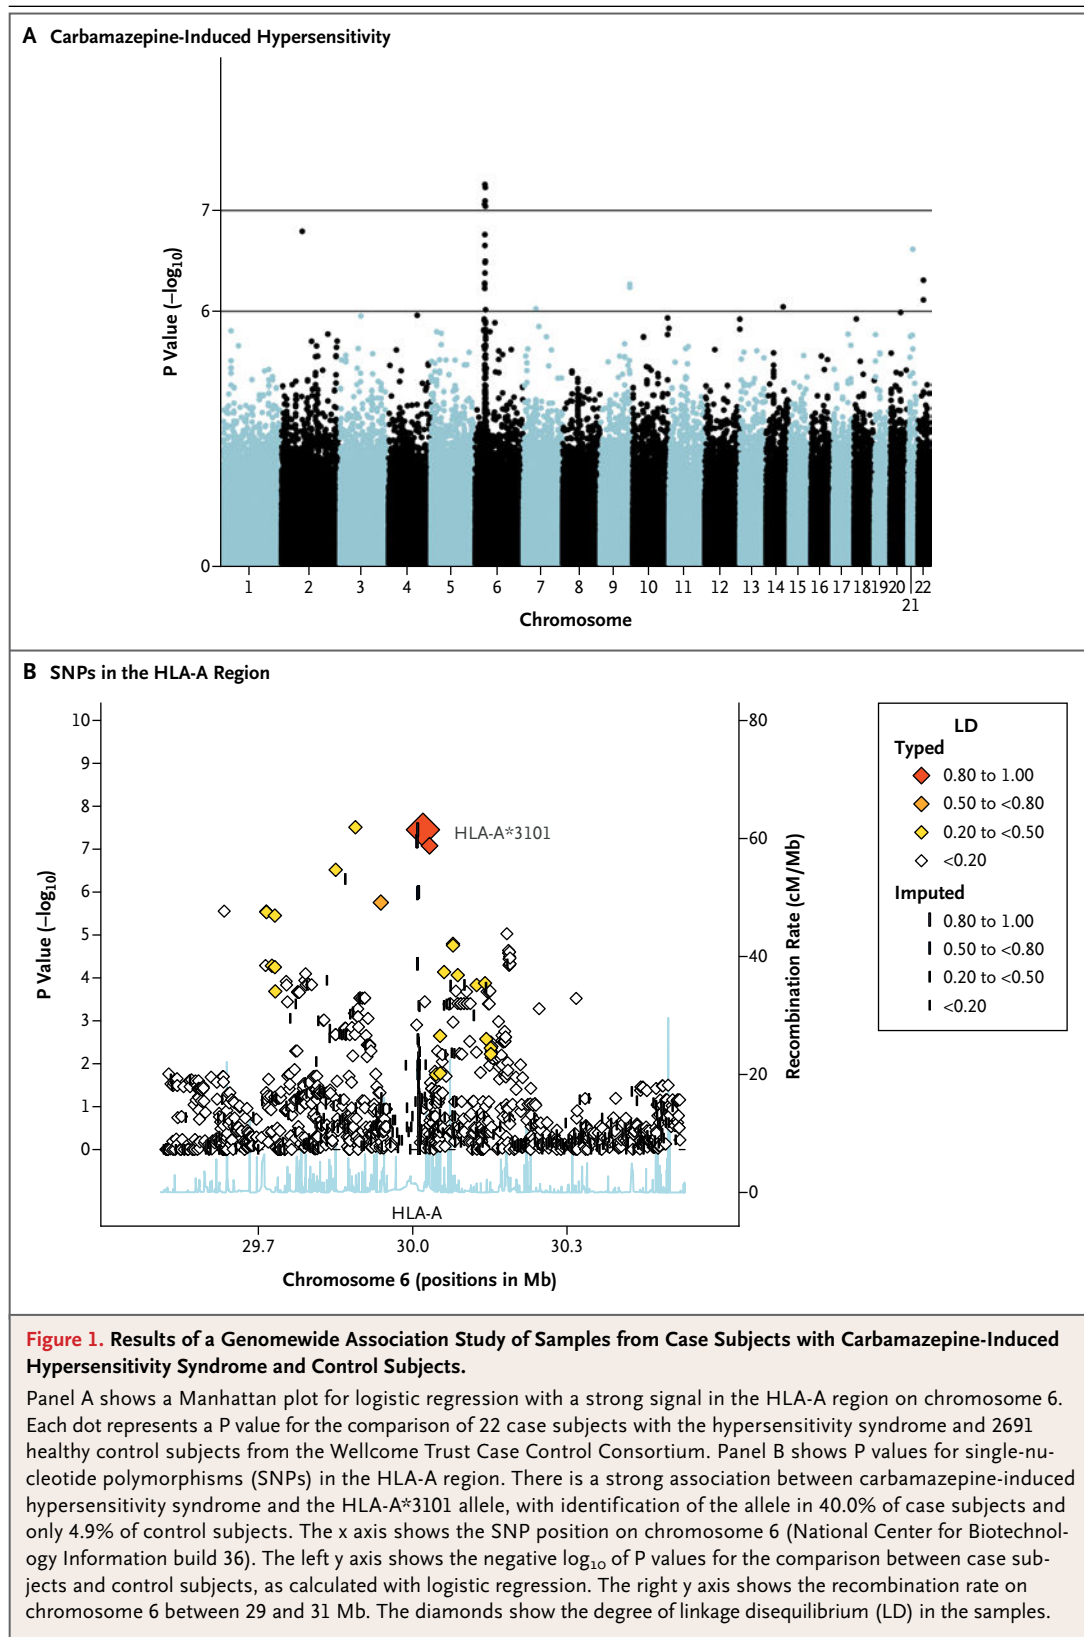 A Carbamazepine-Induced Hypersensitivity
7
6
0
P Value (−log10)
1 2 3 4 5 6 7 8 9 10 11 12 13 14 15 16 17 18 19 20 22
21
Chromosome
B SNPs in the HLA-A Region
10
9
8
7
6
5
4
3
2
1
0
P Value (−log10)
HLA-A*3101
80
60
40
20
0
Recombination Rate (cM/Mb)
HLA-A
29.7 30.0 30.3
Chromosome 6 (positions in Mb)
LD
Typed
0.80 to 1.00
0.50 to <0.80
0.20 to <0.50
<0.20
Imputed
0.80 to 1.00
0.50 to <0.80
0.20 to <0.50
<0.20
Figure 1. Results of a Genomewide Association Study of Samples from Case Subjects with Carbamazepine-Induced
Hypersensitivity Syndrome and Control Subjects.
Panel A shows a Manhattan plot for logistic regression with a strong signal in the HLA-A region on chromosome 6.
Each dot represents a P value for the comparison of 22 case subjects with the hypersensitivity syndrome and 2691
healthy control subjects from the Wellcome Trust Case Control Consortium. Panel B shows P values for single-nu-
cleotide polymorphisms (SNPs) in the HLA-A region. There is a strong association between carbamazepine-induced
hypersensitivity syndrome and the HLA-A*3101 allele, with identification of the allele in 40.0% of case subjects and
only 4.9% of control subjects. The x axis shows the SNP position on chromosome 6 (National Center for Biotechnol-
ogy Information build 36). The left y axis shows the negative log10 of P values for the comparison between case sub-
jects and control subjects, as calculated with logistic regression. The right y axis shows the recombination rate on
chromosome 6 between 29 and 31 Mb. The diamonds show the degree of linkage disequilibrium (LD) in the samples.